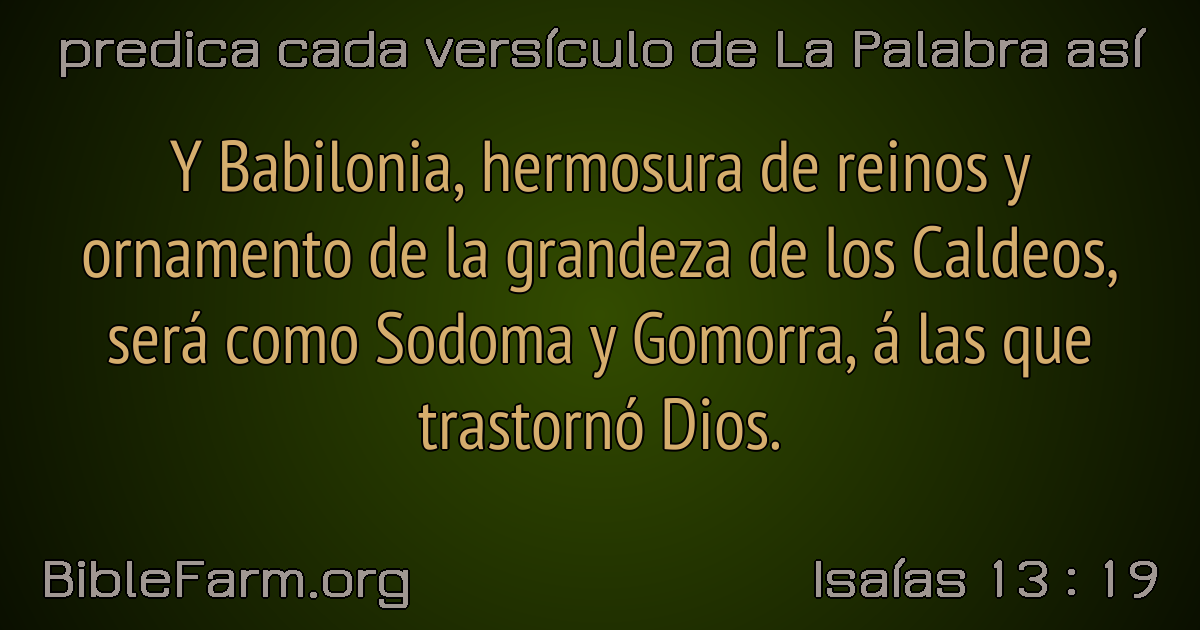 predica cada versículo de La Palabra así
Y Babilonia, hermosura de reinos y
ornamento de la grandeza de los Caldeos,
será como Sodoma y Gomorra, á las que
trastornó Dios.
BibleFarm.org
Isaías 13 : 19